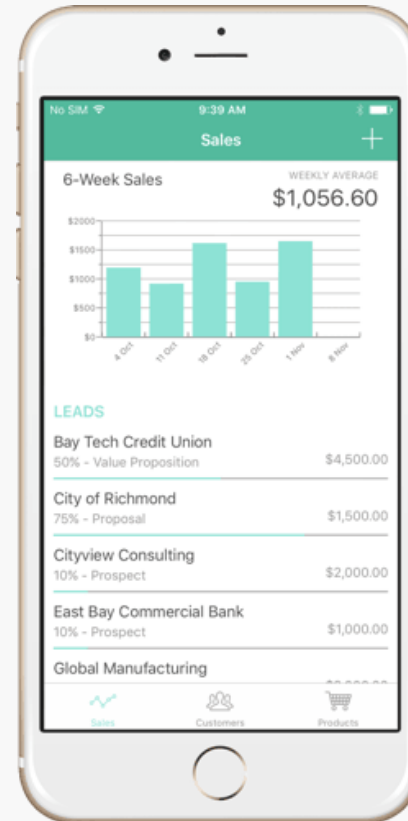 No SIM 9:39 AM
Sales
6-Week Sales
WEEKLY AVERAGE
$1,056.60
$2000
$1500
$1000
$500
$0
4 Oct 11 Oct 18 Oct 25 Oct 1 Nov 8 Nov
LEADS
Bay Tech Credit Union
50% - Value Proposition $4,500.00
City of Richmond
75% - Proposal $1,500.00
Cityview Consulting
10% - Prospect $2,000.00
East Bay Commercial Bank
10% - Prospect $1,000.00
Global Manufacturing
Sales Customers Products